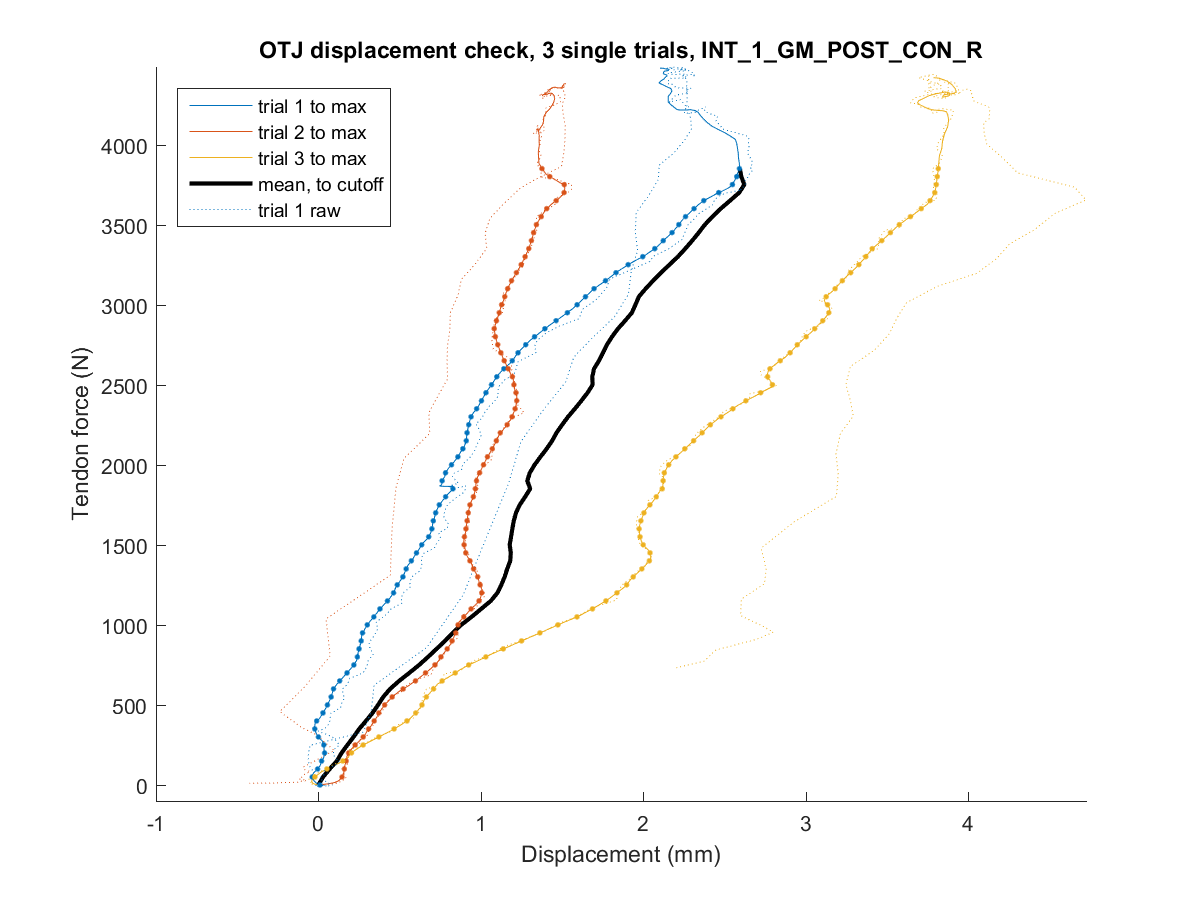 OTJ displacement check, 3 single trials, INT_1_GM_POST_CON_R
trial 1 to max
trial 2 to max
trial 3 to max
mean, to cutoff
trial 1 raw
4000
3500
3000
2500
2000
1500
1000
500
0
Tendon force (N)
-1 0 1 2 3 4
Displacement (mm)